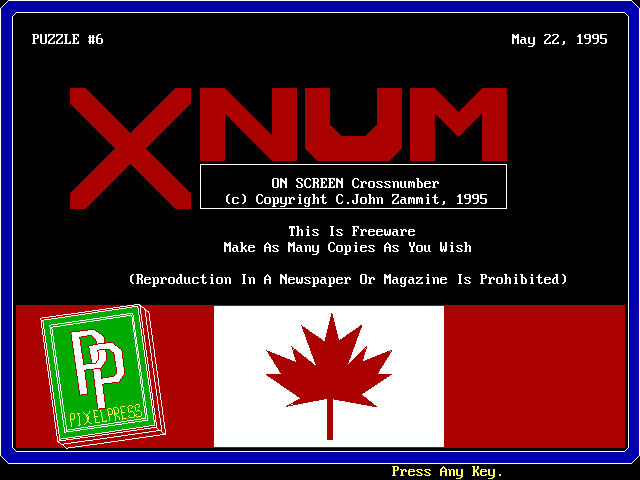 PUZZLE #6
May 22, 1995
XNUM
ON SCREEN Crossnumber
(c) Copyright C.John Zammit, 1995
This Is Freeware
Make As Many Copies As You Wish
(Reproduction In A Newspaper Or Magazine Is Prohibited)
PP
PIXELPRESS
Press Any Key.